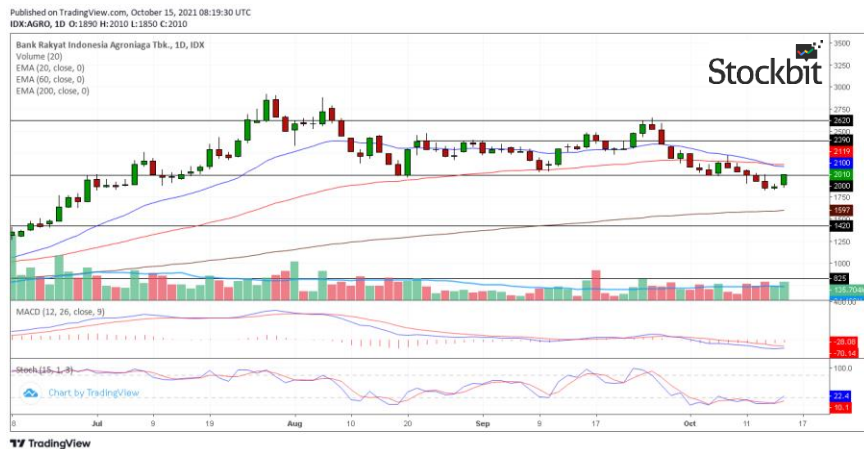 Published on TradingView.com, October 15, 2021 08:19:30 UTC
IDX:AGRO, 1D O:1890 H:2010 L:1850 C:2010
Bank Rakyat Indonesia Agroniaga Tbk., 1D, IDX
Volume (20)
EMA (20, close, 0)
EMA (60, close, 0)
EMA (200, close, 0)
Stockbit
3500
3250
3000
2750
2620
2390
2119
2100
2010
2000
1750
1597
1420
1250
1000
825
400.00
MACD (12, 26, close, 9)
-28.08
-70.14
Stoch (15, 1, 3)
100.0
22.4
10.1
Chart by TradingView
8 Jul 9 19 Aug 10 20 Sep 9 17 Oct 11 17
TradingView